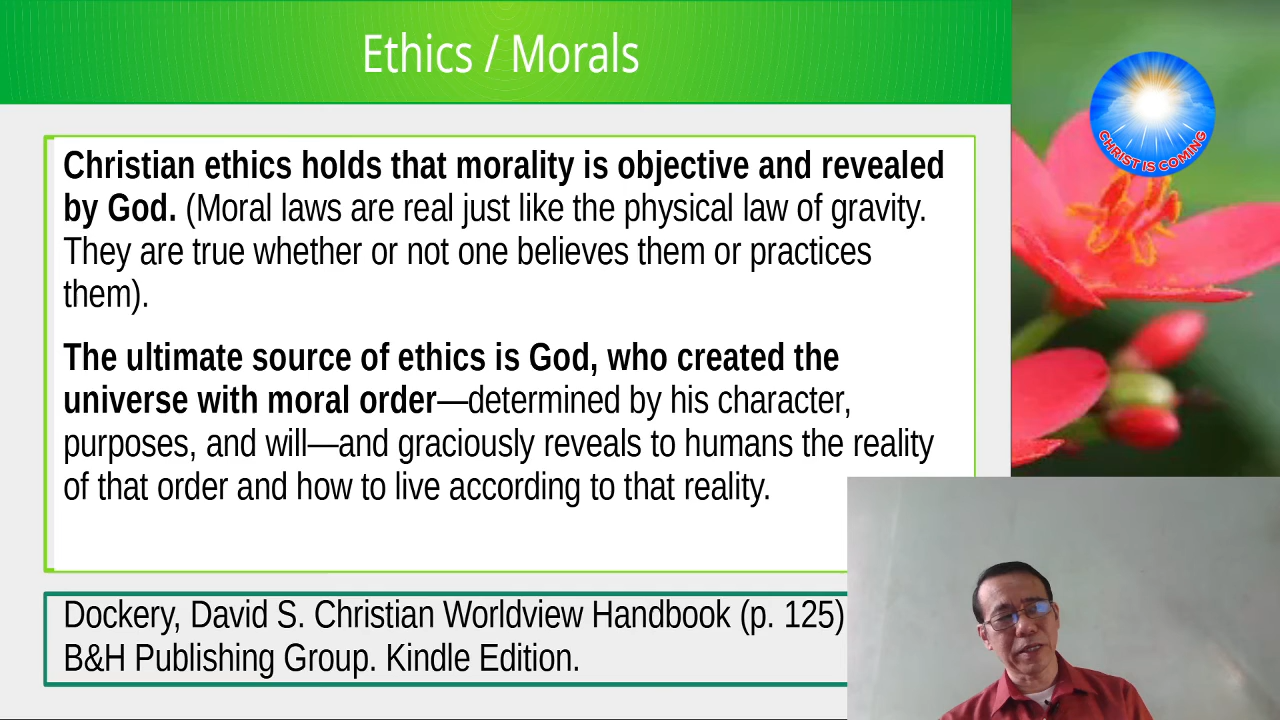 Ethics / Morals
CHRIST IS COMING
Christian ethics holds that morality is objective and revealed
by God. (Moral laws are real just like the physical law of gravity.
They are true whether or not one believes them or practices
them).
The ultimate source of ethics is God, who created the
universe with moral order—determined by his character,
purposes, and will—and graciously reveals to humans the reality
of that order and how to live according to that reality.
Dockery, David S. Christian Worldview Handbook (p. 125)
B&H Publishing Group. Kindle Edition.